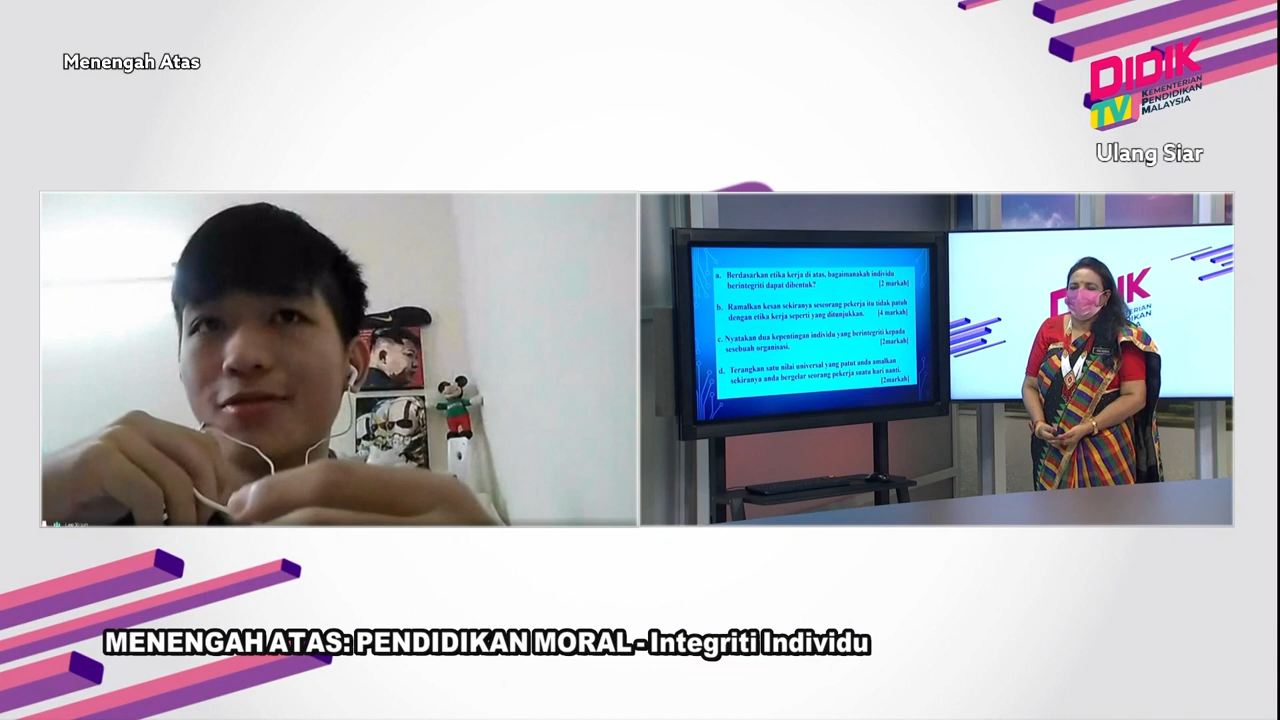 Menengah Atas
DIDIK
TV
KEMENTERIAN
PENDIDIKAN
MALAYSIA
Ulang Siar
a. Berdasarkan etika kerja di atas, bagaimanakah individu
berintegriti dapat dibentuk? [2 markah]
b. Ramalkan kesan sekiranya seseorang pekerja itu tidak patuh
dengan etika kerja seperti yang ditunjukkan. [4 markah]
c. Nyatakan dua kepentingan individu yang berintegriti kepada
sesebuah organisasi. [2markah]
d. Terangkan satu nilai universal yang patut anda amalkan
sekiranya anda bergelar seorang pekerja suatu hari nanti.
[2markah]
MENENGAH ATAS: PENDIDIKAN MORAL - Integriti Individu